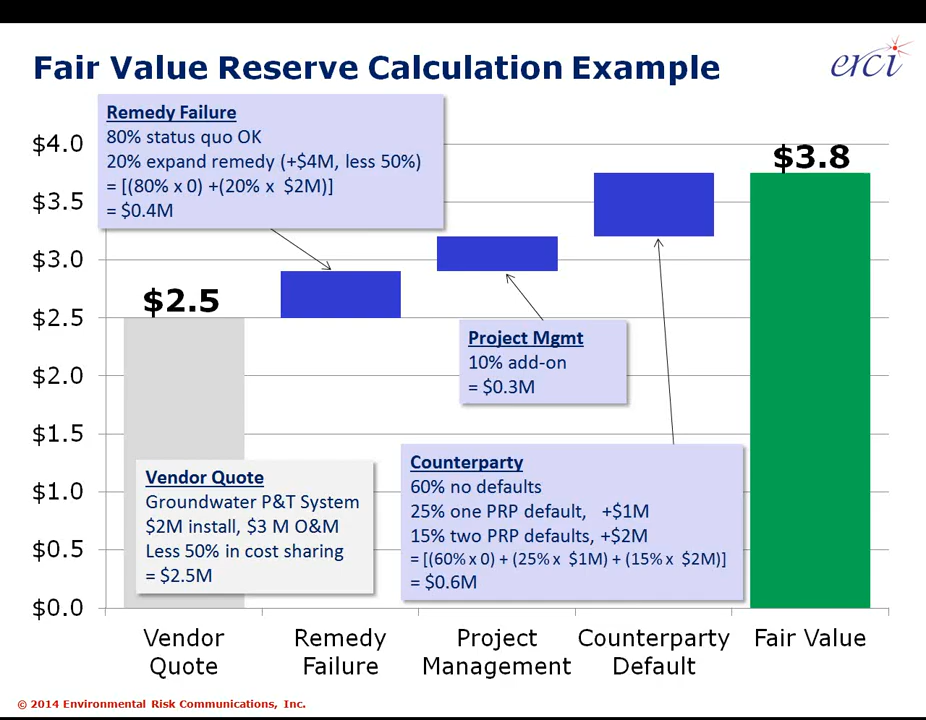 Fair Value Reserve Calculation Example
erci
Remedy Failure
80% status quo OK
20% expand remedy (+$4M, less 50%)
= [(80% x 0) +(20% x  $2M)]
= $0.4M
$4.0
$3.5
$3.0
$2.5
$2.0
$1.5
$1.0
$0.5
$0.0
$2.5
$3.8
Project Mgmt
10% add-on
= $0.3M
Vendor Quote
Groundwater P&T System
$2M install, $3 M O&M
Less 50% in cost sharing
= $2.5M
Counterparty
60% no defaults
25% one PRP default,   +$1M
15% two PRP defaults, +$2M
= [(60% x 0) + (25% x  $1M) + (15% x  $2M)]
= $0.6M
Vendor
Quote
Remedy
Failure
Project
Management
Counterparty
Default
Fair Value
© 2014 Environmental Risk Communications, Inc.